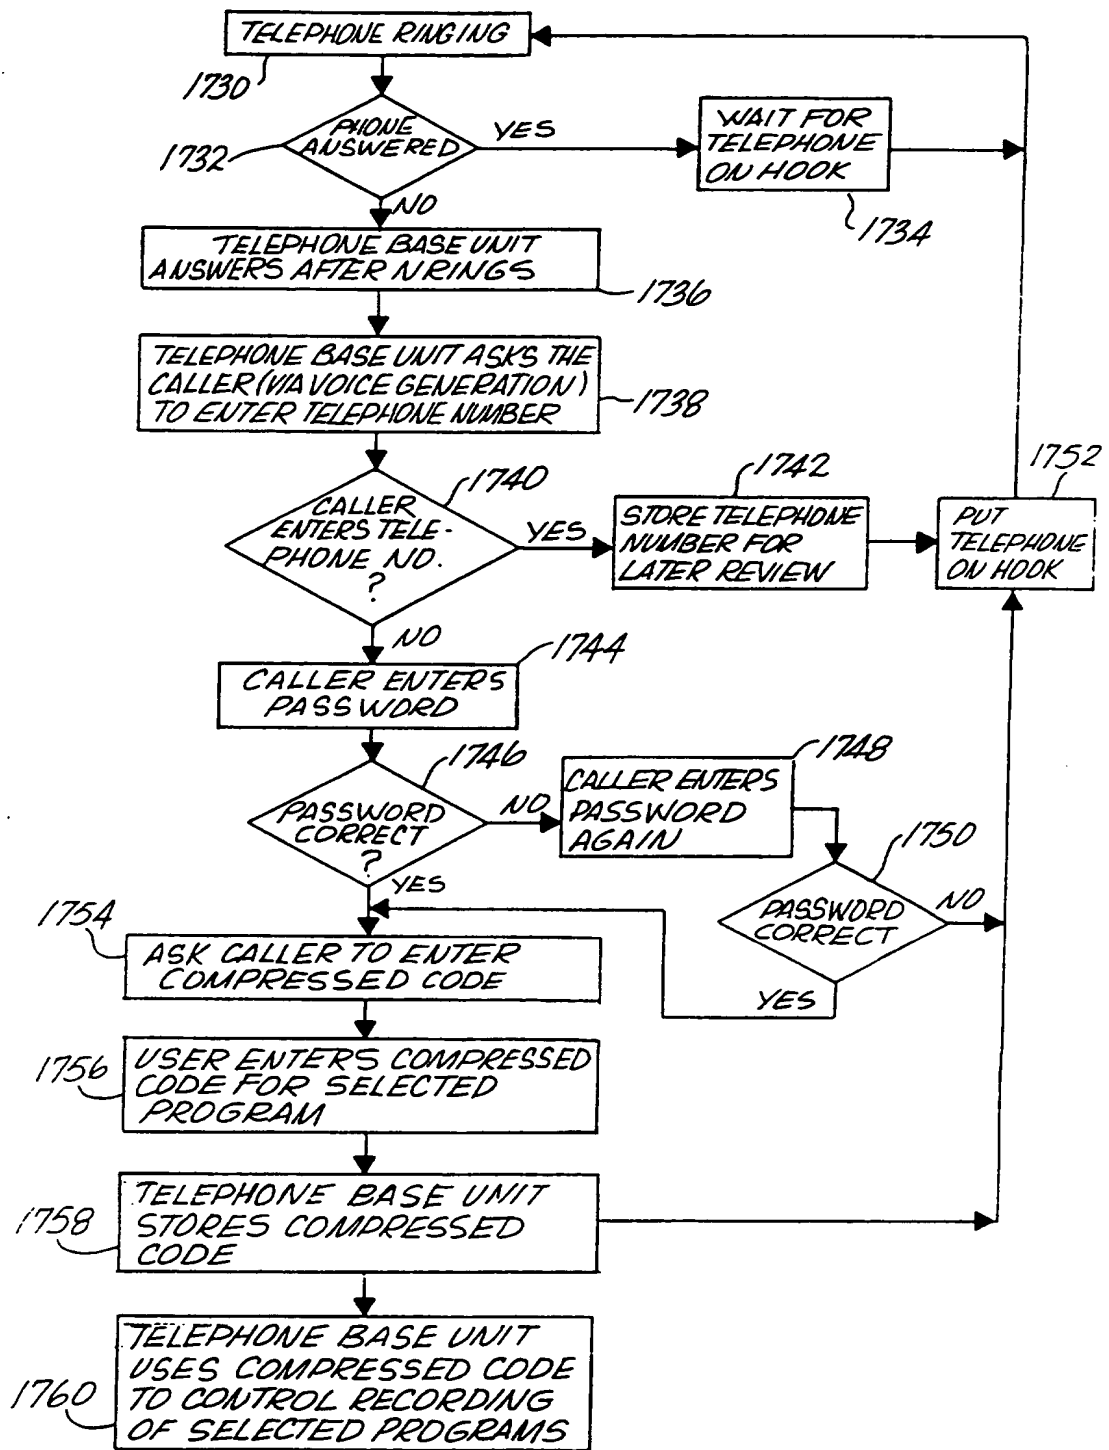 TELEPHONE RINGING
1730
PHONE
ANSWERED
1732
YES
WAIT FOR
TELEPHONE
ON HOOK
1734
NO
TELEPHONE BASE UNIT
ANSWERS AFTER N RINGS
1736
TELEPHONE BASE UNIT ASKS THE
CALLER (VIA VOICE GENERATION)
TO ENTER TELEPHONE NUMBER
1738
1740
CALLER
ENTERS TELE-
PHONE NO.
?
YES
1742
STORE TELEPHONE
NUMBER FOR
LATER REVIEW
1752
PUT
TELEPHONE
ON HOOK
NO
1744
CALLER ENTERS
PASSWORD
1746
PASSWORD
CORRECT
?
NO
1748
CALLER ENTERS
PASSWORD
AGAIN
1750
PASSWORD
CORRECT
NO
YES
YES
1754
ASK CALLER TO ENTER
COMPRESSED CODE
1756
USER ENTERS COMPRESSED
CODE FOR SELECTED
PROGRAM
1758
TELEPHONE BASE UNIT
STORES COMPRESSED
CODE
1760
TELEPHONE BASE UNIT
USES COMPRESSED CODE
TO CONTROL RECORDING
OF SELECTED PROGRAMS